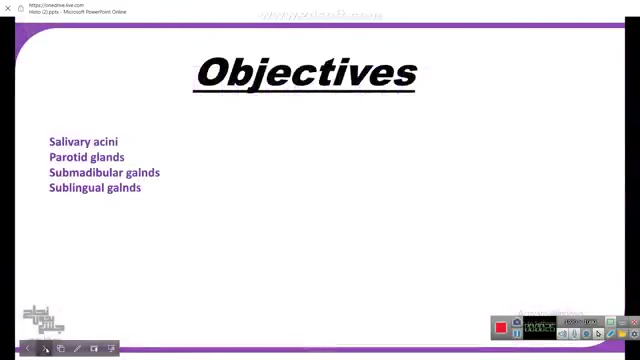 https://onedrive.live.com
Histo (2).pptx - Microsoft PowerPoint Online
Objectives
Salivary acini
Parotid glands
Submadibular galnds
Sublingual galnds